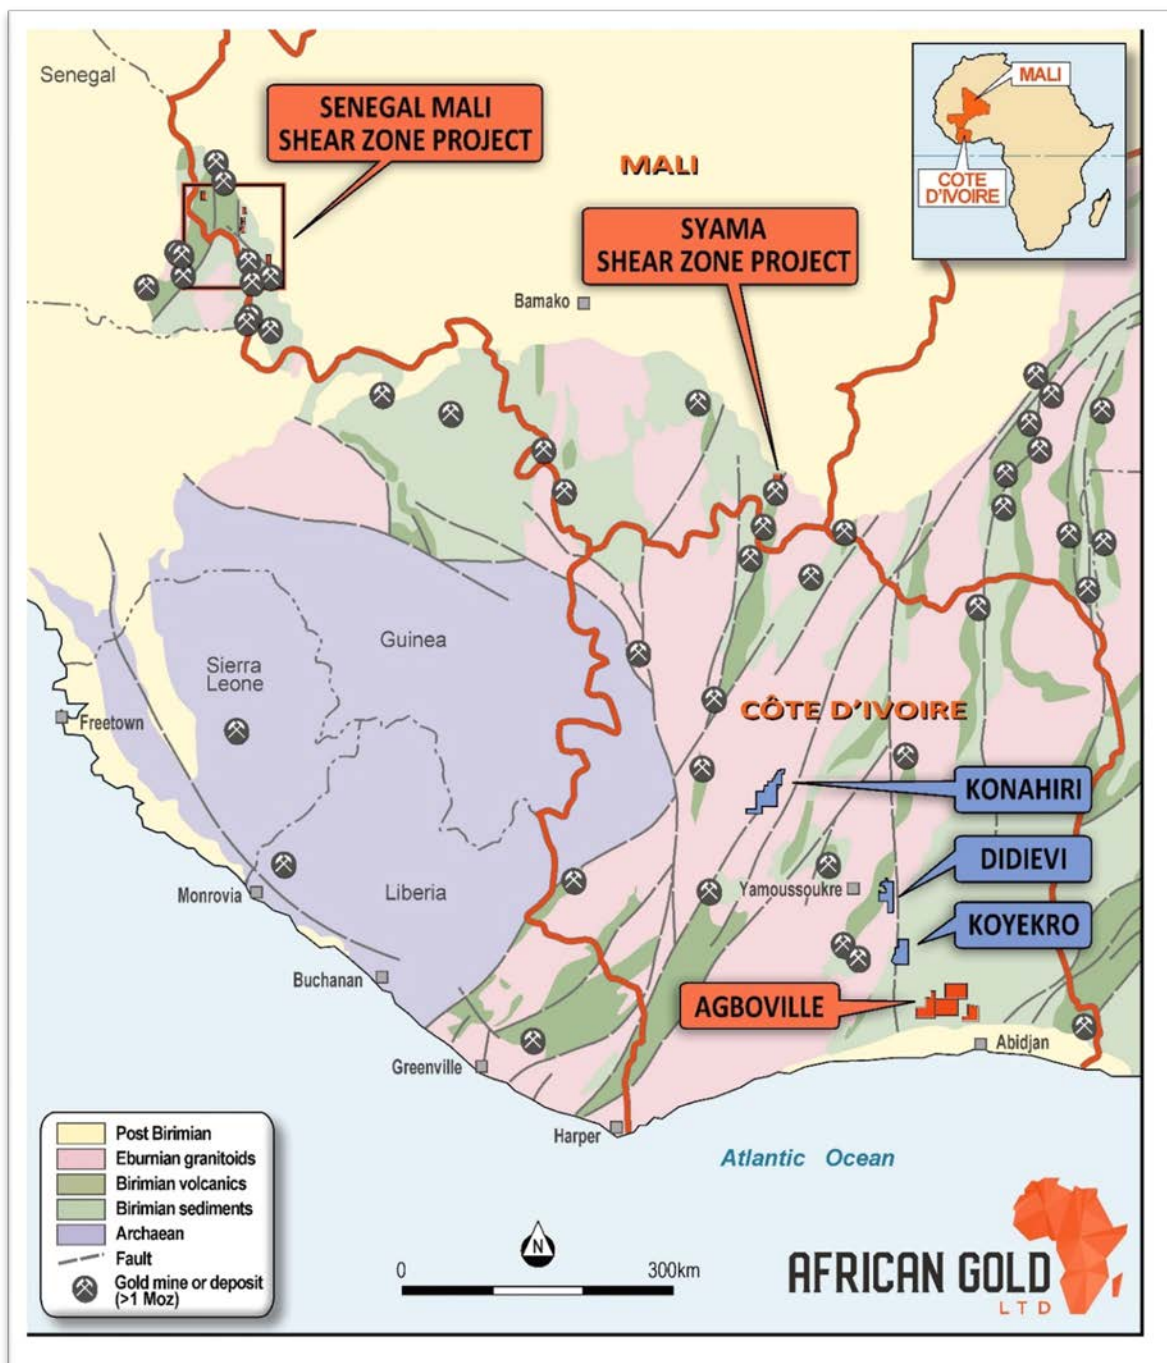 Senegal
SENEGAL MALI
SHEAR ZONE PROJECT
MALI
MALI
COTE
D'IVOIRE
SYAMA
SHEAR ZONE PROJECT
Bamako
Guinea
Sierra
Leone
Freetown
CÔTE D'IVOIRE
KONAHIRI
DIDIEVI
Yamoussoukre
Monrovia
Liberia
KOYEKRO
Buchanan
AGBOVILLE
Abidjan
Greenville
Harper
Atlantic Ocean
Post Birimian
Eburnian granitoids
Birimian volcanics
Birimian sediments
Archaean
Fault
Gold mine or deposit
(>1 Moz)
N
0 300km
AFRICAN GOLD
LTD